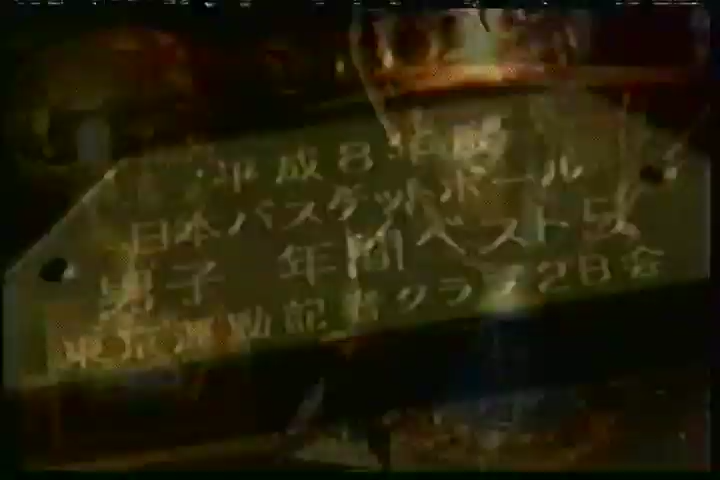 平成8年度
日本バスケットボール
男子 年間ベスト5
東京運動記者クラブ28会